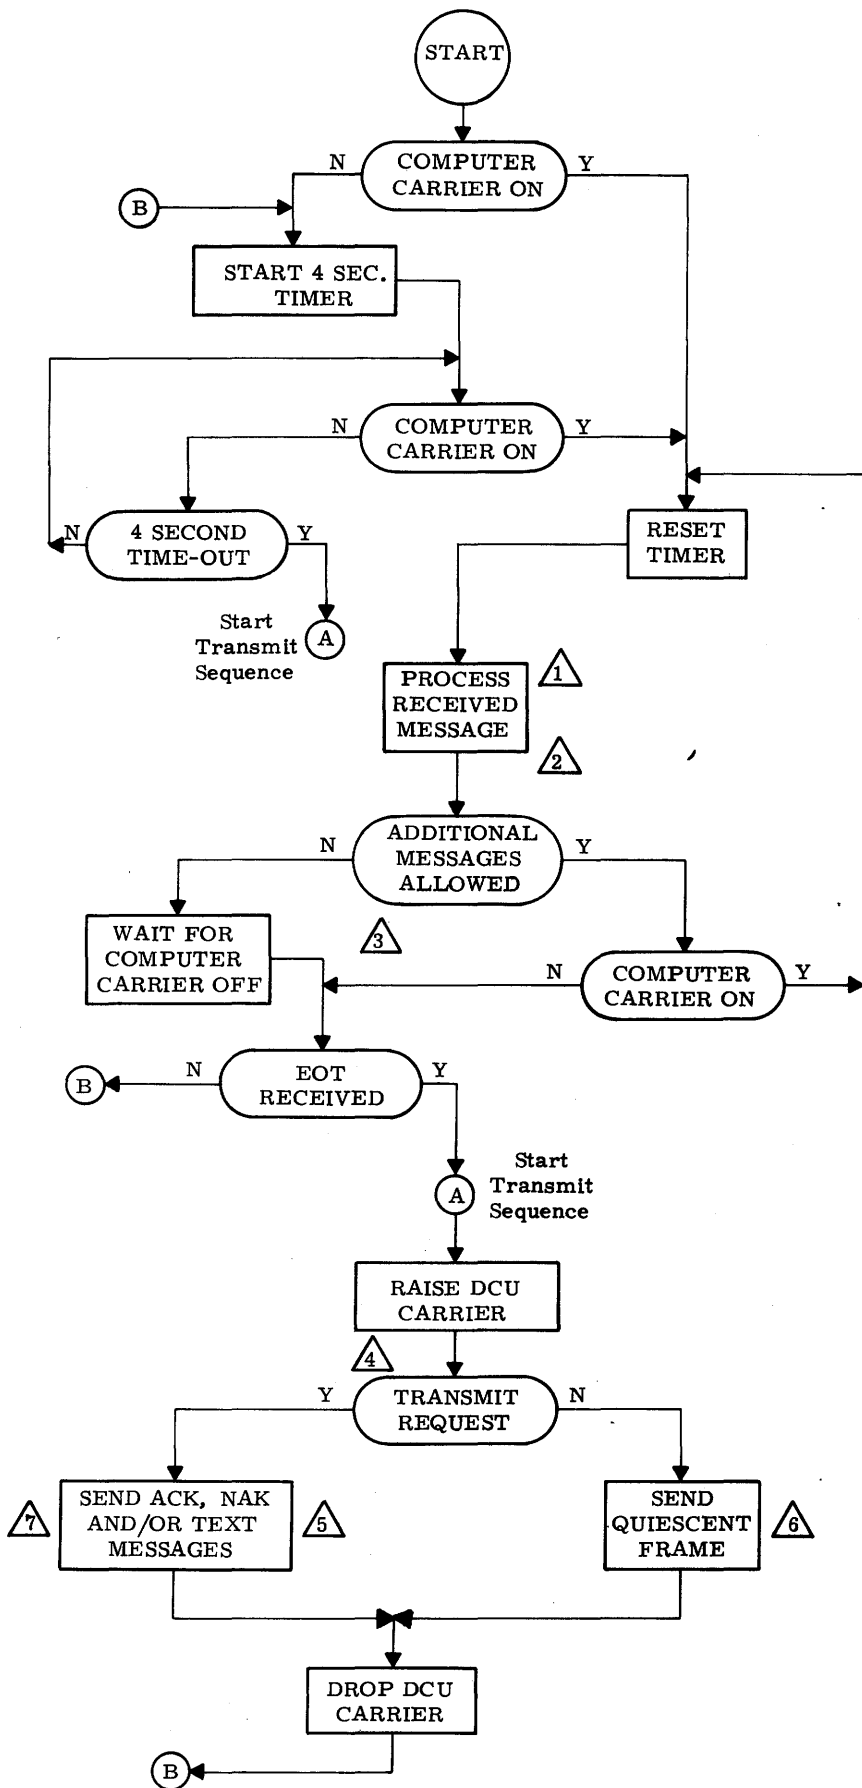 START
N
COMPUTER
CARRIER ON
Y
B
START 4 SEC.
TIMER
N
COMPUTER
CARRIER ON
Y
N
4 SECOND
TIME-OUT
Y
RESET
TIMER
Start
Transmit
Sequence
A
PROCESS
RECEIVED
MESSAGE
1
2
N
ADDITIONAL
MESSAGES
ALLOWED
Y
3
WAIT FOR
COMPUTER
CARRIER OFF
N
COMPUTER
CARRIER ON
Y
B
N
EOT
RECEIVED
Y
A
Start
Transmit
Sequence
RAISE DCU
CARRIER
4
Y
TRANSMIT
REQUEST
N
7
SEND ACK, NAK
AND/OR TEXT
MESSAGES
5
SEND
QUIESCENT
FRAME
6
DROP DCU
CARRIER
B